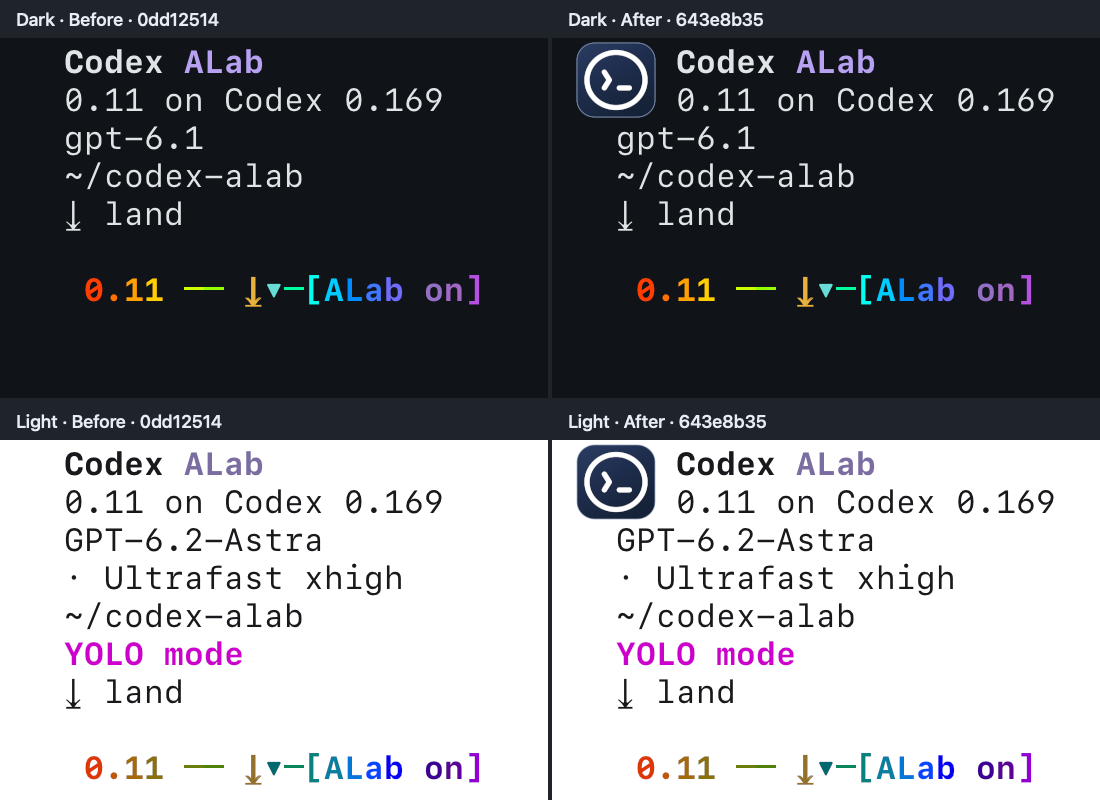 Dark · Before · 0dd12514
Codex ALab
0.11 on Codex 0.169
gpt-6.1
~/codex-alab
⤓ land
0.11 —— ⤓▾—[ALab on]
Dark · After · 643e8b35
Codex ALab
0.11 on Codex 0.169
gpt-6.1
~/codex-alab
⤓ land
0.11 —— ⤓▾—[ALab on]
Light · Before · 0dd12514
Codex ALab
0.11 on Codex 0.169
GPT-6.2-Astra
· Ultrafast xhigh
~/codex-alab
YOLO mode
⤓ land
0.11 —— ⤓▾—[ALab on]
Light · After · 643e8b35
Codex ALab
0.11 on Codex 0.169
GPT-6.2-Astra
· Ultrafast xhigh
~/codex-alab
YOLO mode
⤓ land
0.11 —— ⤓▾—[ALab on]